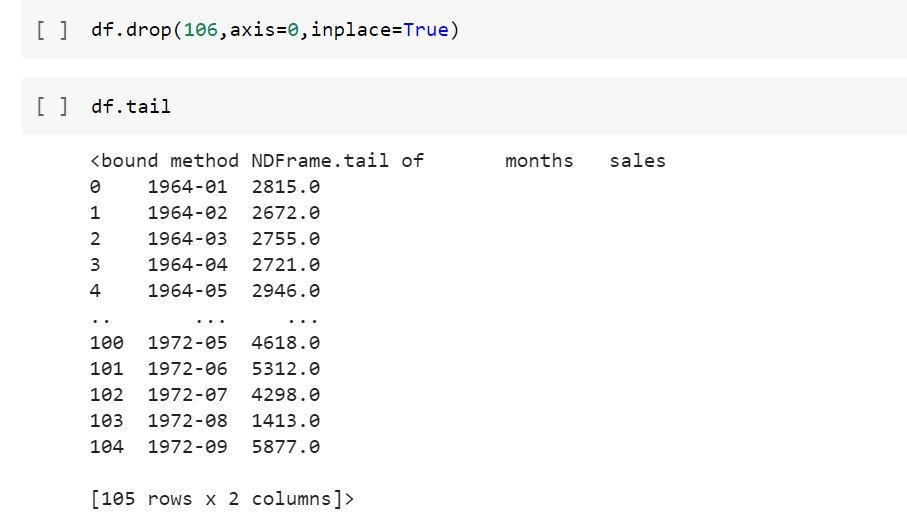 [ ] df.drop(106,axis=0,inplace=True)
[ ] df.tail
<bound method NDFrame.tail of       months   sales
0    1964-01  2815.0
1    1964-02  2672.0
2    1964-03  2755.0
3    1964-04  2721.0
4    1964-05  2946.0
..       ...     ...
100  1972-05  4618.0
101  1972-06  5312.0
102  1972-07  4298.0
103  1972-08  1413.0
104  1972-09  5877.0
[105 rows x 2 columns]>